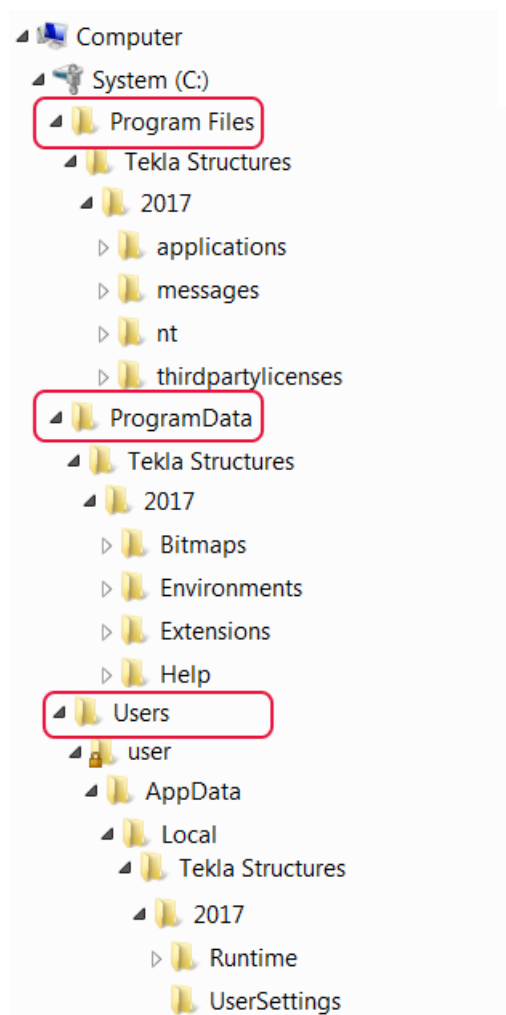 Computer
System (C:)
Program Files
Tekla Structures
2017
applications
messages
nt
thirdpartylicenses
ProgramData
Tekla Structures
2017
Bitmaps
Environments
Extensions
Help
Users
user
AppData
Local
Tekla Structures
2017
Runtime
UserSettings